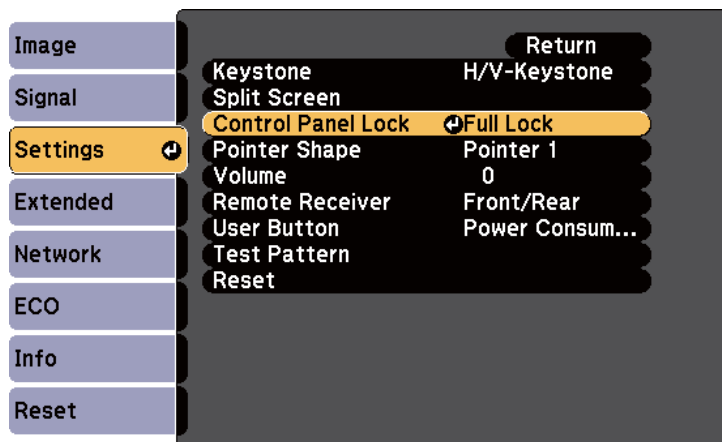 Image
Signal
Settings
Extended
Network
ECO
Info
Reset
Return
Keystone H/V-Keystone
Split Screen
Control Panel Lock Full Lock
Pointer Shape Pointer 1
Volume 0
Remote Receiver Front/Rear
User Button Power Consum...
Test Pattern
Reset